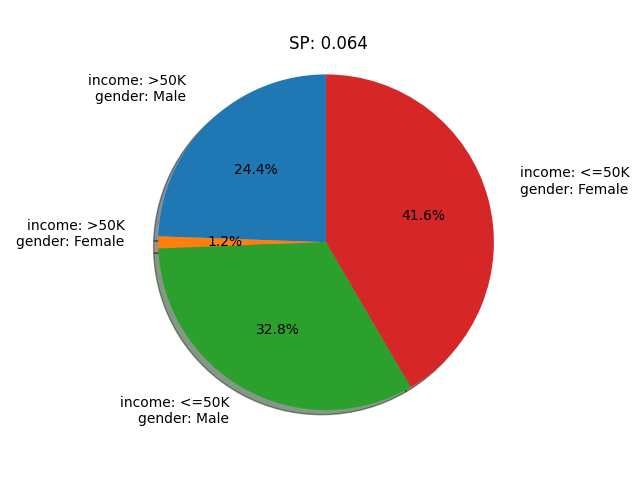 SP: 0.064
income: >50K
gender: Male
24.4%
income: <=50K
gender: Female
41.6%
income: >50K
gender: Female
1.2%
32.8%
income: <=50K
gender: Male